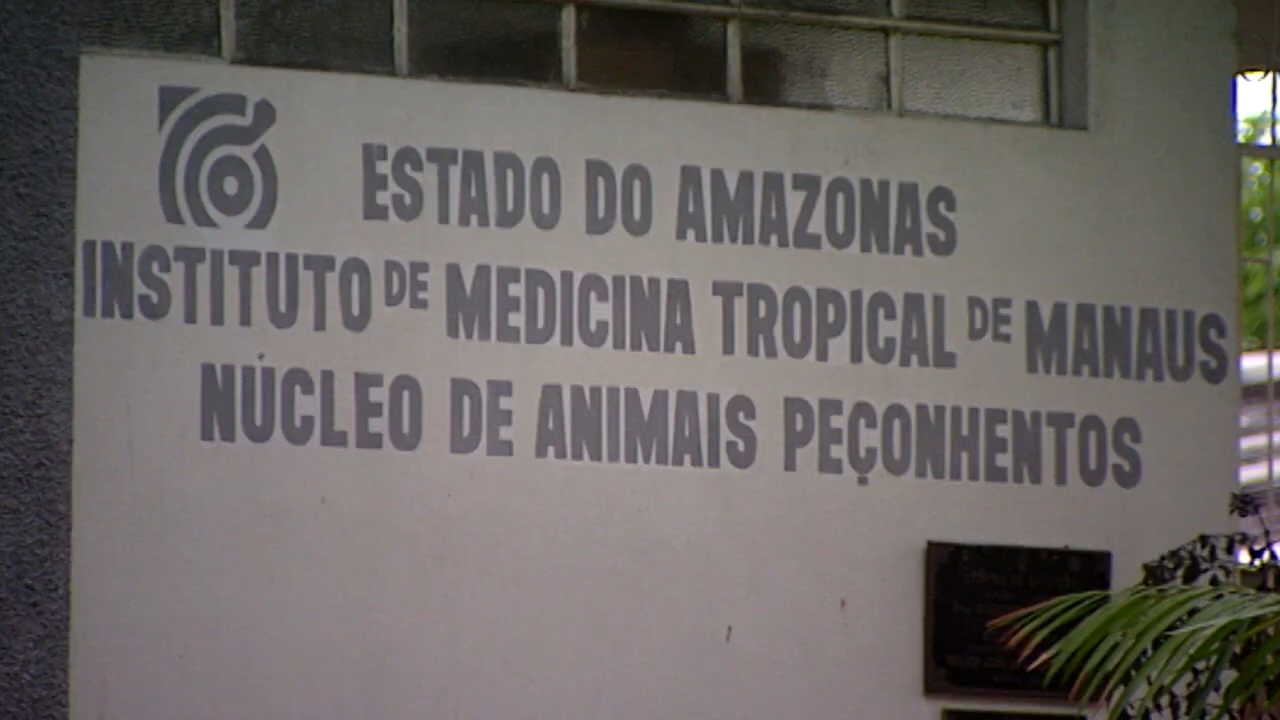 ESTADO DO AMAZONAS
INSTITUTO DE MEDICINA TROPICAL DE MANAUS
NÚCLEO DE ANIMAIS PEÇONHENTOS